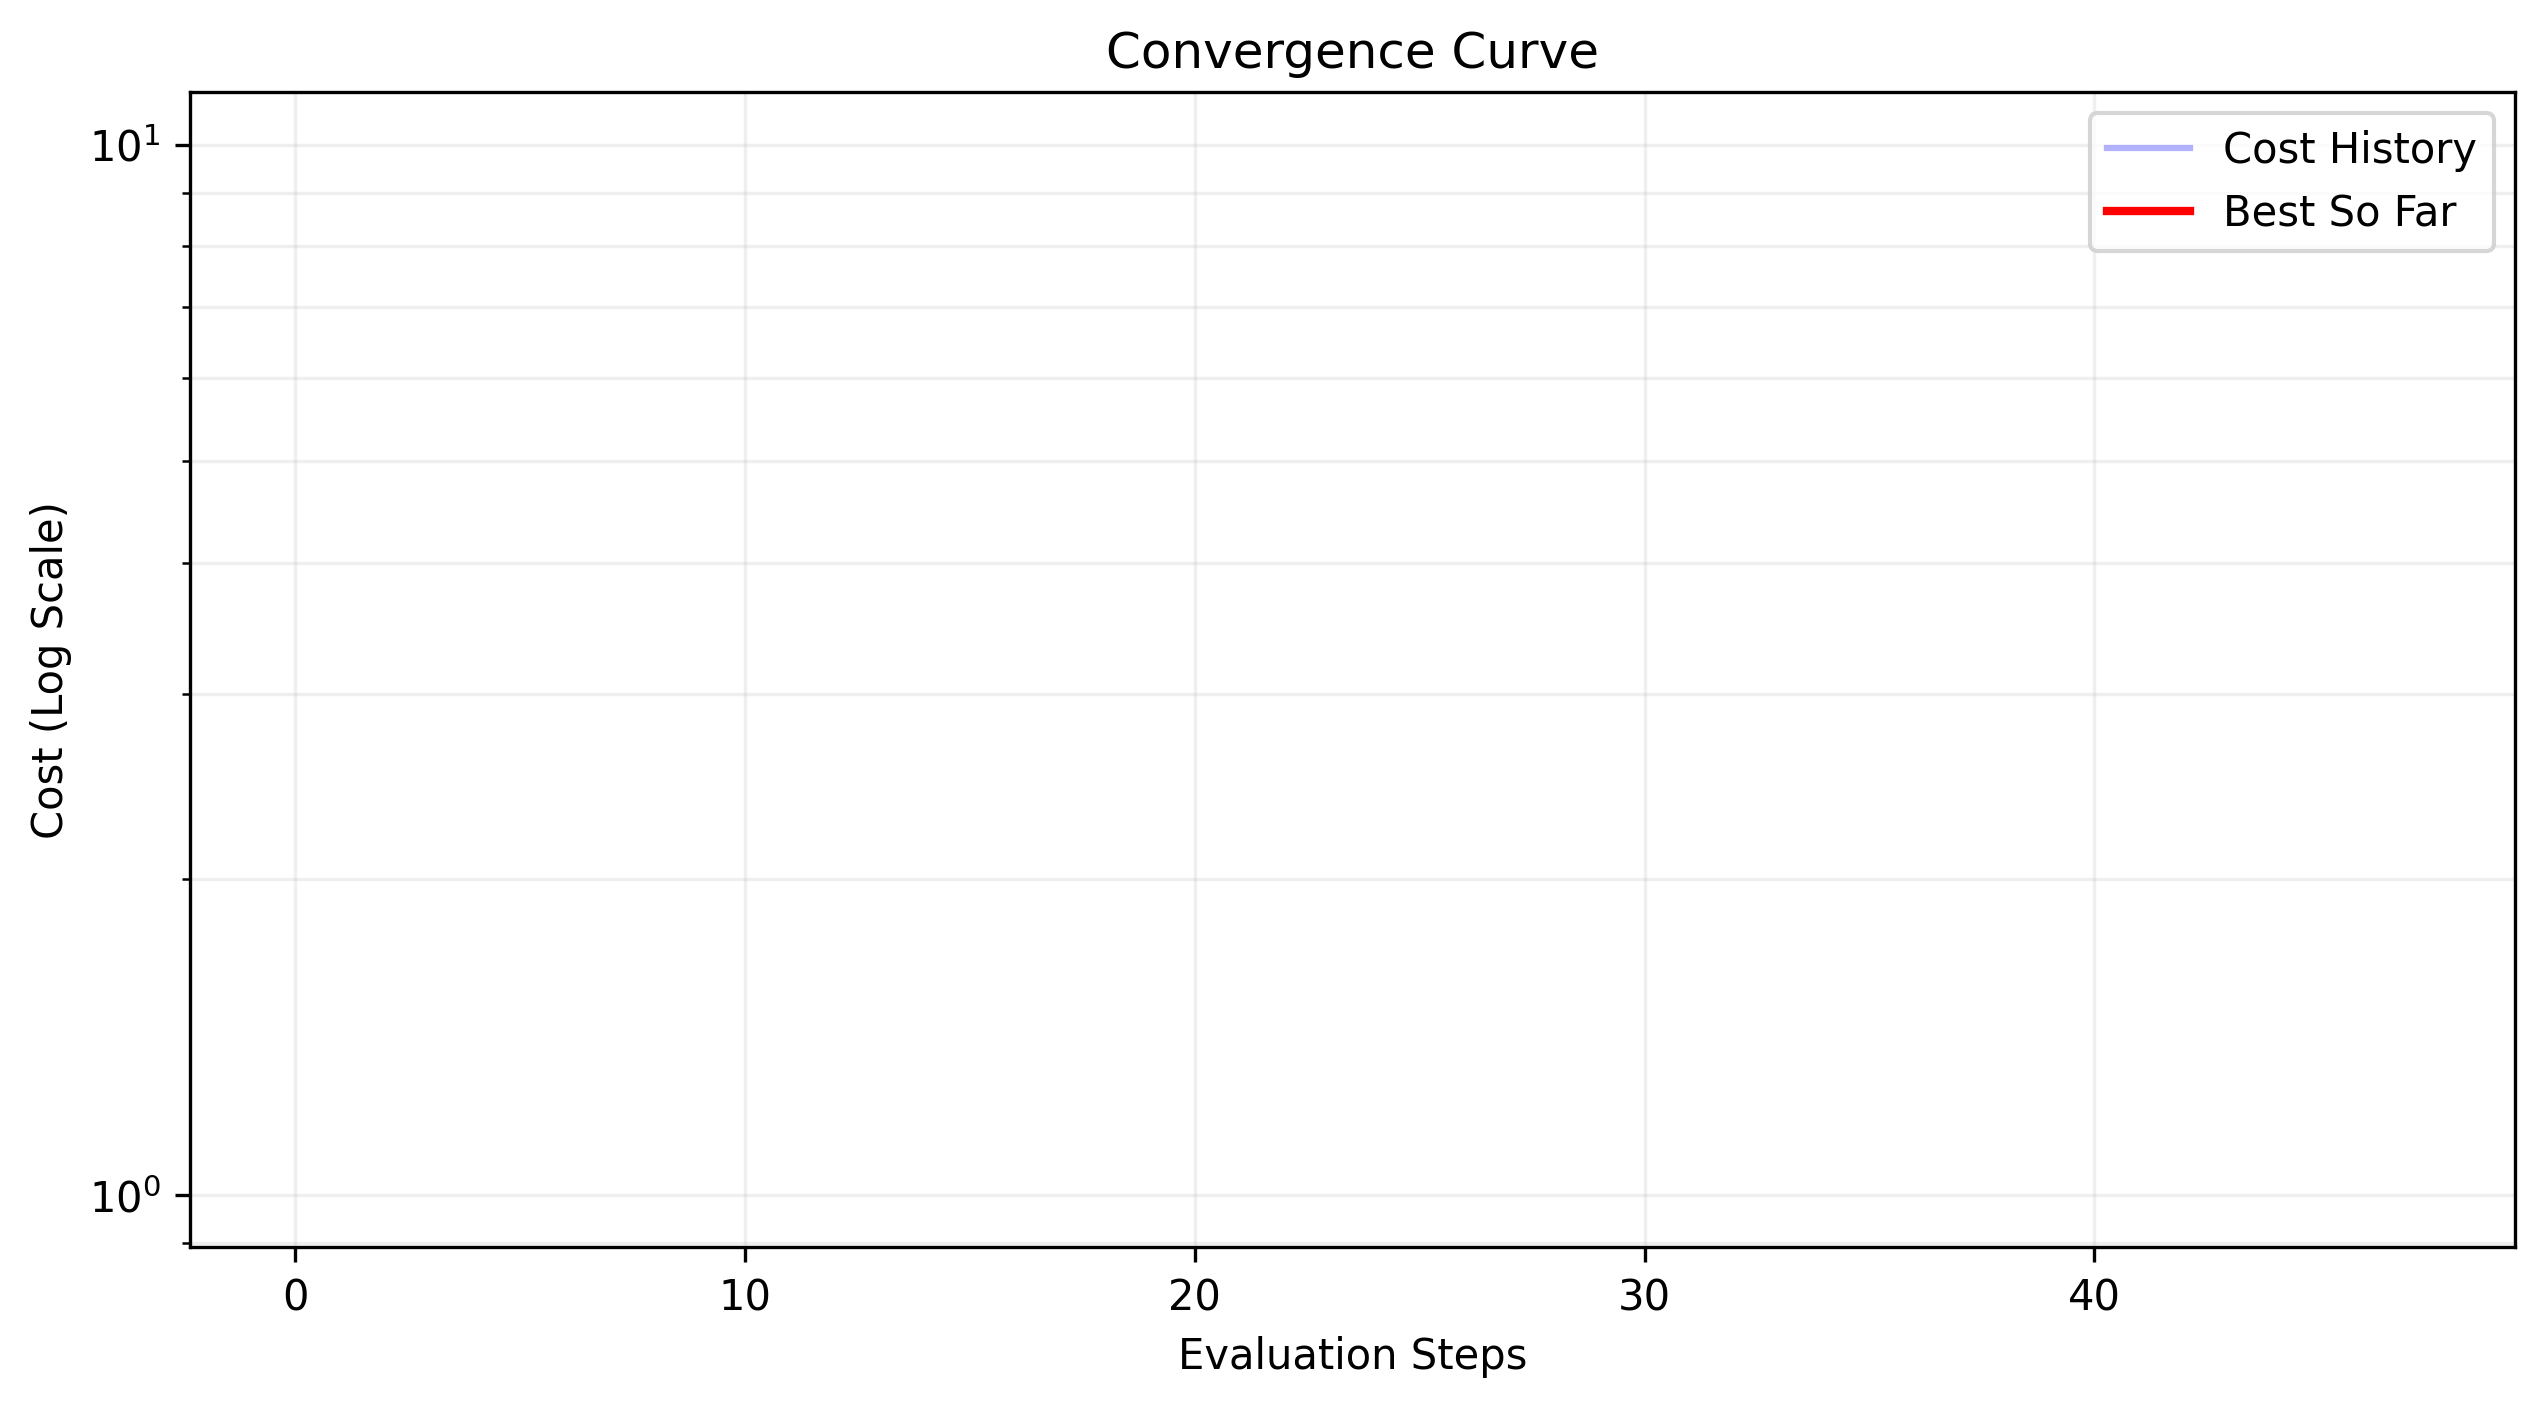 Convergence Curve
Cost History
Best So Far
Cost (Log Scale)
10¹
10⁰
0 10 20 30 40
Evaluation Steps